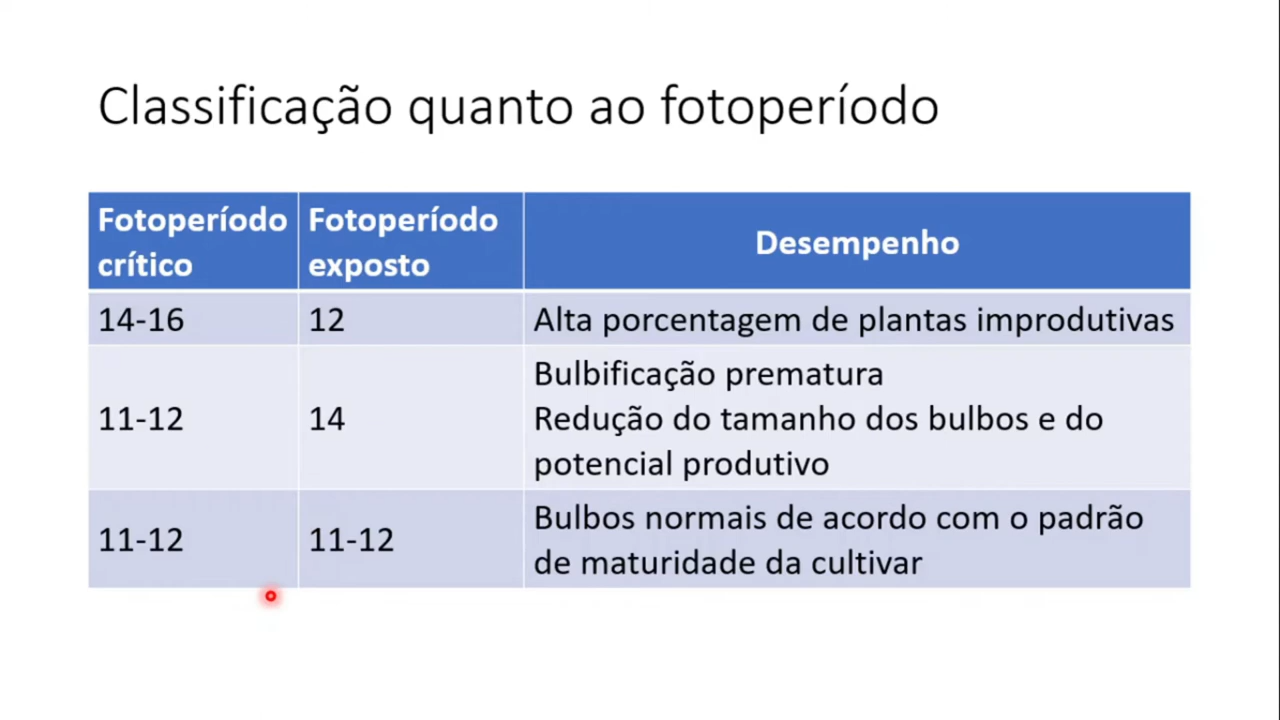 Classificação quanto ao fotoperíodo
Fotoperíodo crítico
Fotoperíodo exposto
Desempenho
14-16
12
Alta porcentagem de plantas improdutivas
11-12
14
Bulbificação prematura
Redução do tamanho dos bulbos e do
potencial produtivo
11-12
11-12
Bulbos normais de acordo com o padrão
de maturidade da cultivar